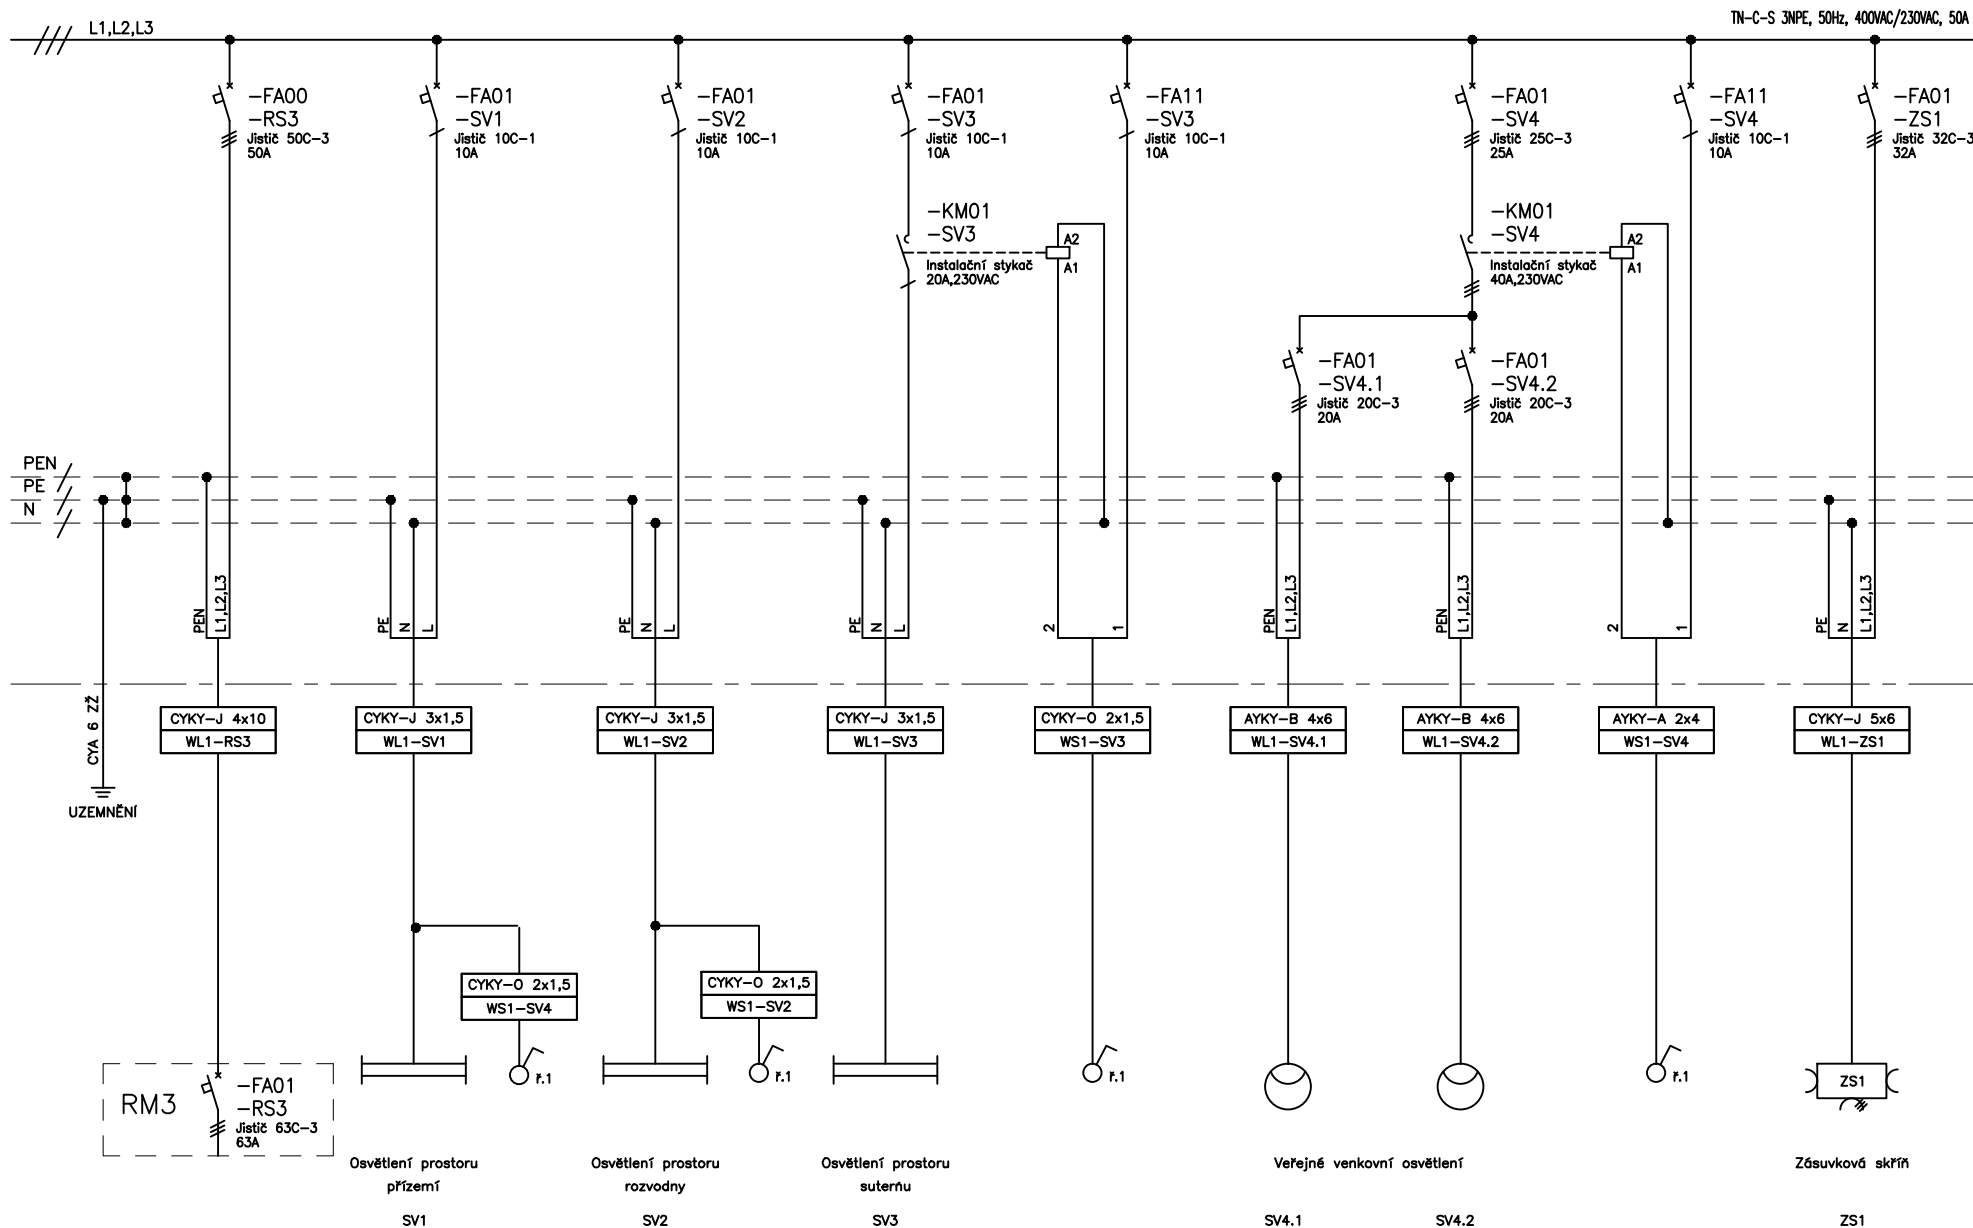 TN-C-S 3NPE, 50Hz, 400VAC/230VAC, 50A
L1,L2,L3
-FA00
-RS3
Jistič 50C-3
50A
-FA01
-SV1
Jistič 10C-1
10A
-FA01
-SV2
Jistič 10C-1
10A
-FA01
-SV3
Jistič 10C-1
10A
-FA11
-SV3
Jistič 10C-1
10A
-FA01
-SV4
Jistič 25C-3
25A
-FA11
-SV4
Jistič 10C-1
10A
-FA01
-ZS1
Jistič 32C-3
32A
-KM01
-SV3
Instalační stykač
20A,230VAC
A2
A1
-KM01
-SV4
Instalační stykač
40A,230VAC
A2
A1
-FA01
-SV4.1
Jistič 20C-3
20A
-FA01
-SV4.2
Jistič 20C-3
20A
PEN
PE
N
PEN
L1,L2,L3
PE
N
L
PE
N
L
PE
N
L
2
1
PEN
L1,L2,L3
PEN
L1,L2,L3
2
1
PE
N
L1,L2,L3
CYA 6 ZŽ
UZEMNĚNÍ
CYKY-J 4x10
WL1-RS3
CYKY-J 3x1,5
WL1-SV1
CYKY-J 3x1,5
WL1-SV2
CYKY-J 3x1,5
WL1-SV3
CYKY-O 2x1,5
WS1-SV3
AYKY-B 4x6
WL1-SV4.1
AYKY-B 4x6
WL1-SV4.2
AYKY-A 2x4
WS1-SV4
CYKY-J 5x6
WL1-ZS1
CYKY-O 2x1,5
WS1-SV4
CYKY-O 2x1,5
WS1-SV2
RM3
-FA01
-RS3
Jistič 63C-3
63A
ř.1
ř.1
ř.1
ř.1
ZS1
Osvětlení prostoru
přízemí
SV1
Osvětlení prostoru
rozvodny
SV2
Osvětlení prostoru
suternu
SV3
Veřejné venkovní osvětlení
SV4.1
SV4.2
Zásuvková skříň
ZS1